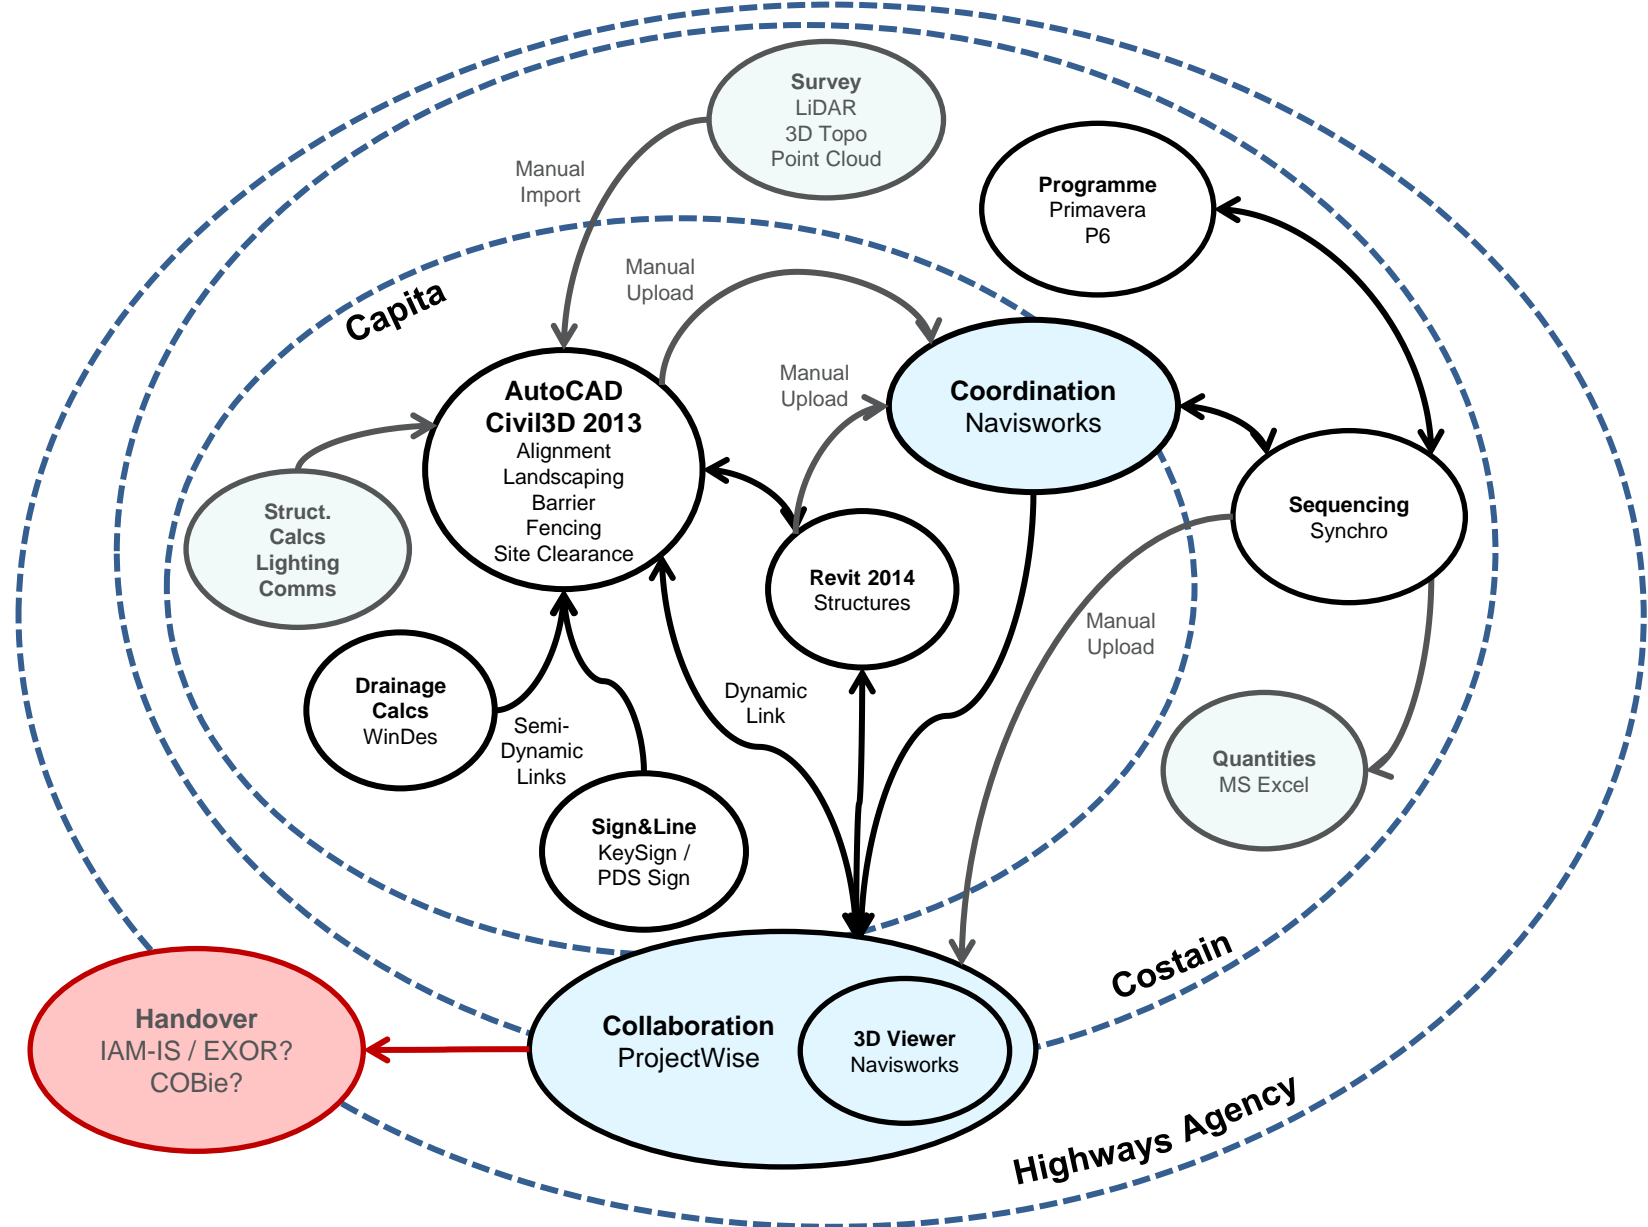 Survey
LiDAR
3D Topo
Point Cloud
Manual
Import
Programme
Primavera
P6
Manual
Upload
Capita
AutoCAD
Civil3D 2013
Alignment
Landscaping
Barrier
Fencing
Site Clearance
Manual
Upload
Coordination
Navisworks
Struct.
Calcs
Lighting
Comms
Sequencing
Synchro
Revit 2014
Structures
Manual
Upload
Drainage
Calcs
WinDes
Semi-
Dynamic
Links
Dynamic
Link
Quantities
MS Excel
Sign&Line
KeySign /
PDS Sign
Costain
Handover
IAM-IS / EXOR?
COBie?
Collaboration
ProjectWise
3D Viewer
Navisworks
Highways Agency